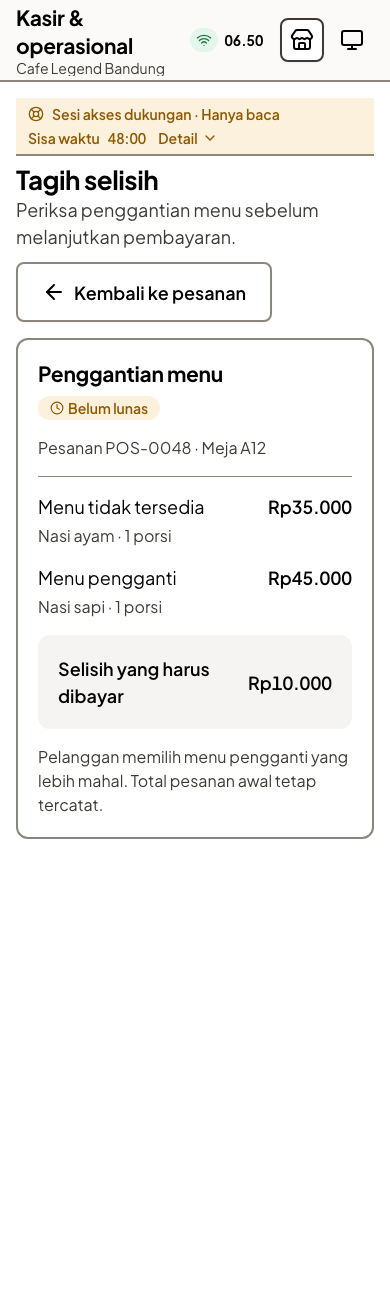 Kasir &
operasional
Cafe Legend Bandung
06.50
Sesi akses dukungan · Hanya baca
Sisa waktu 48:00 Detail
Tagih selisih
Periksa penggantian menu sebelum
melanjutkan pembayaran.
Kembali ke pesanan
Penggantian menu
Belum lunas
Pesanan POS-0048 · Meja A12
Menu tidak tersedia Rp35.000
Nasi ayam · 1 porsi
Menu pengganti Rp45.000
Nasi sapi · 1 porsi
Selisih yang harus
dibayar Rp10.000
Pelanggan memilih menu pengganti yang
lebih mahal. Total pesanan awal tetap
tercatat.